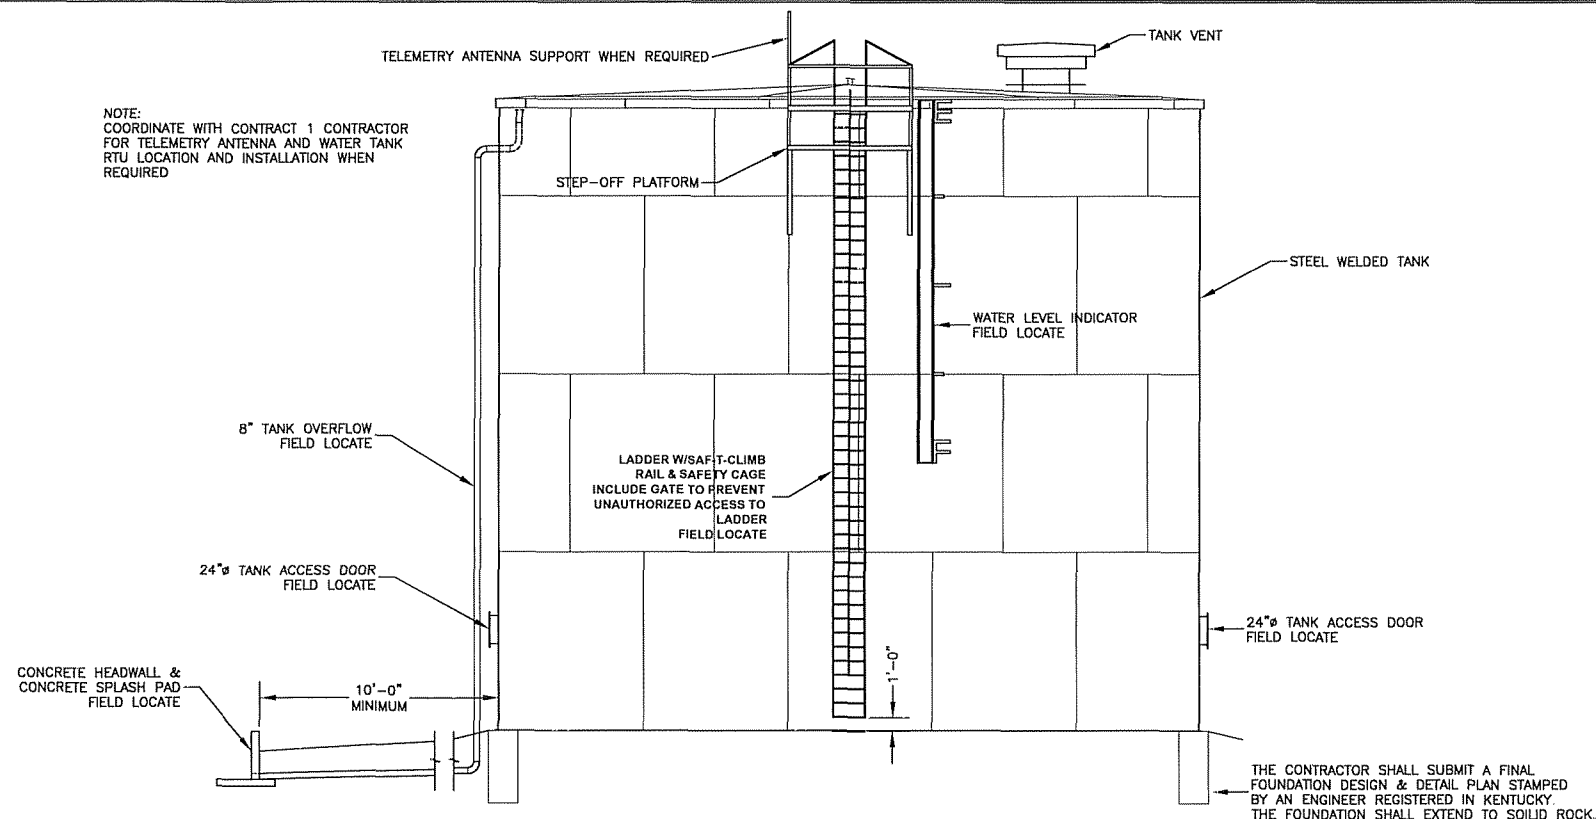 TELEMETRY ANTENNA SUPPORT WHEN REQUIRED
TANK VENT
NOTE:
COORDINATE WITH CONTRACT 1 CONTRACTOR
FOR TELEMETRY ANTENNA AND WATER TANK
RTU LOCATION AND INSTALLATION WHEN
REQUIRED
STEP-OFF PLATFORM
STEEL WELDED TANK
WATER LEVEL INDICATOR
FIELD LOCATE
8" TANK OVERFLOW
FIELD LOCATE
LADDER W/SAF-T-CLIMB
RAIL & SAFETY CAGE
INCLUDE GATE TO PREVENT
UNAUTHORIZED ACCESS TO
LADDER
FIELD LOCATE
24"ø TANK ACCESS DOOR
FIELD LOCATE
24"ø TANK ACCESS DOOR
FIELD LOCATE
CONCRETE HEADWALL &
CONCRETE SPLASH PAD
FIELD LOCATE
10'-0"
MINIMUM
1'-0"
THE CONTRACTOR SHALL SUBMIT A FINAL
FOUNDATION DESIGN & DETAIL PLAN STAMPED
BY AN ENGINEER REGISTERED IN KENTUCKY.
THE FOUNDATION SHALL EXTEND TO SOILID ROCK.